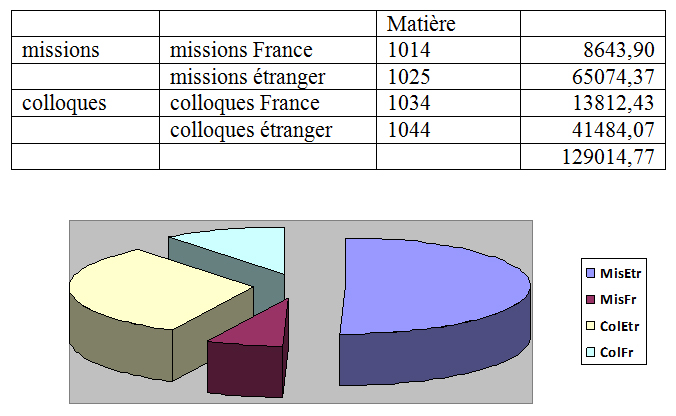 Matière
missions missions France 1014 8643,90
missions étranger 1025 65074,37
colloques colloques France 1034 13812,43
colloques étranger 1044 41484,07
129014,77
MisEtr
MisFr
ColEtr
ColFr